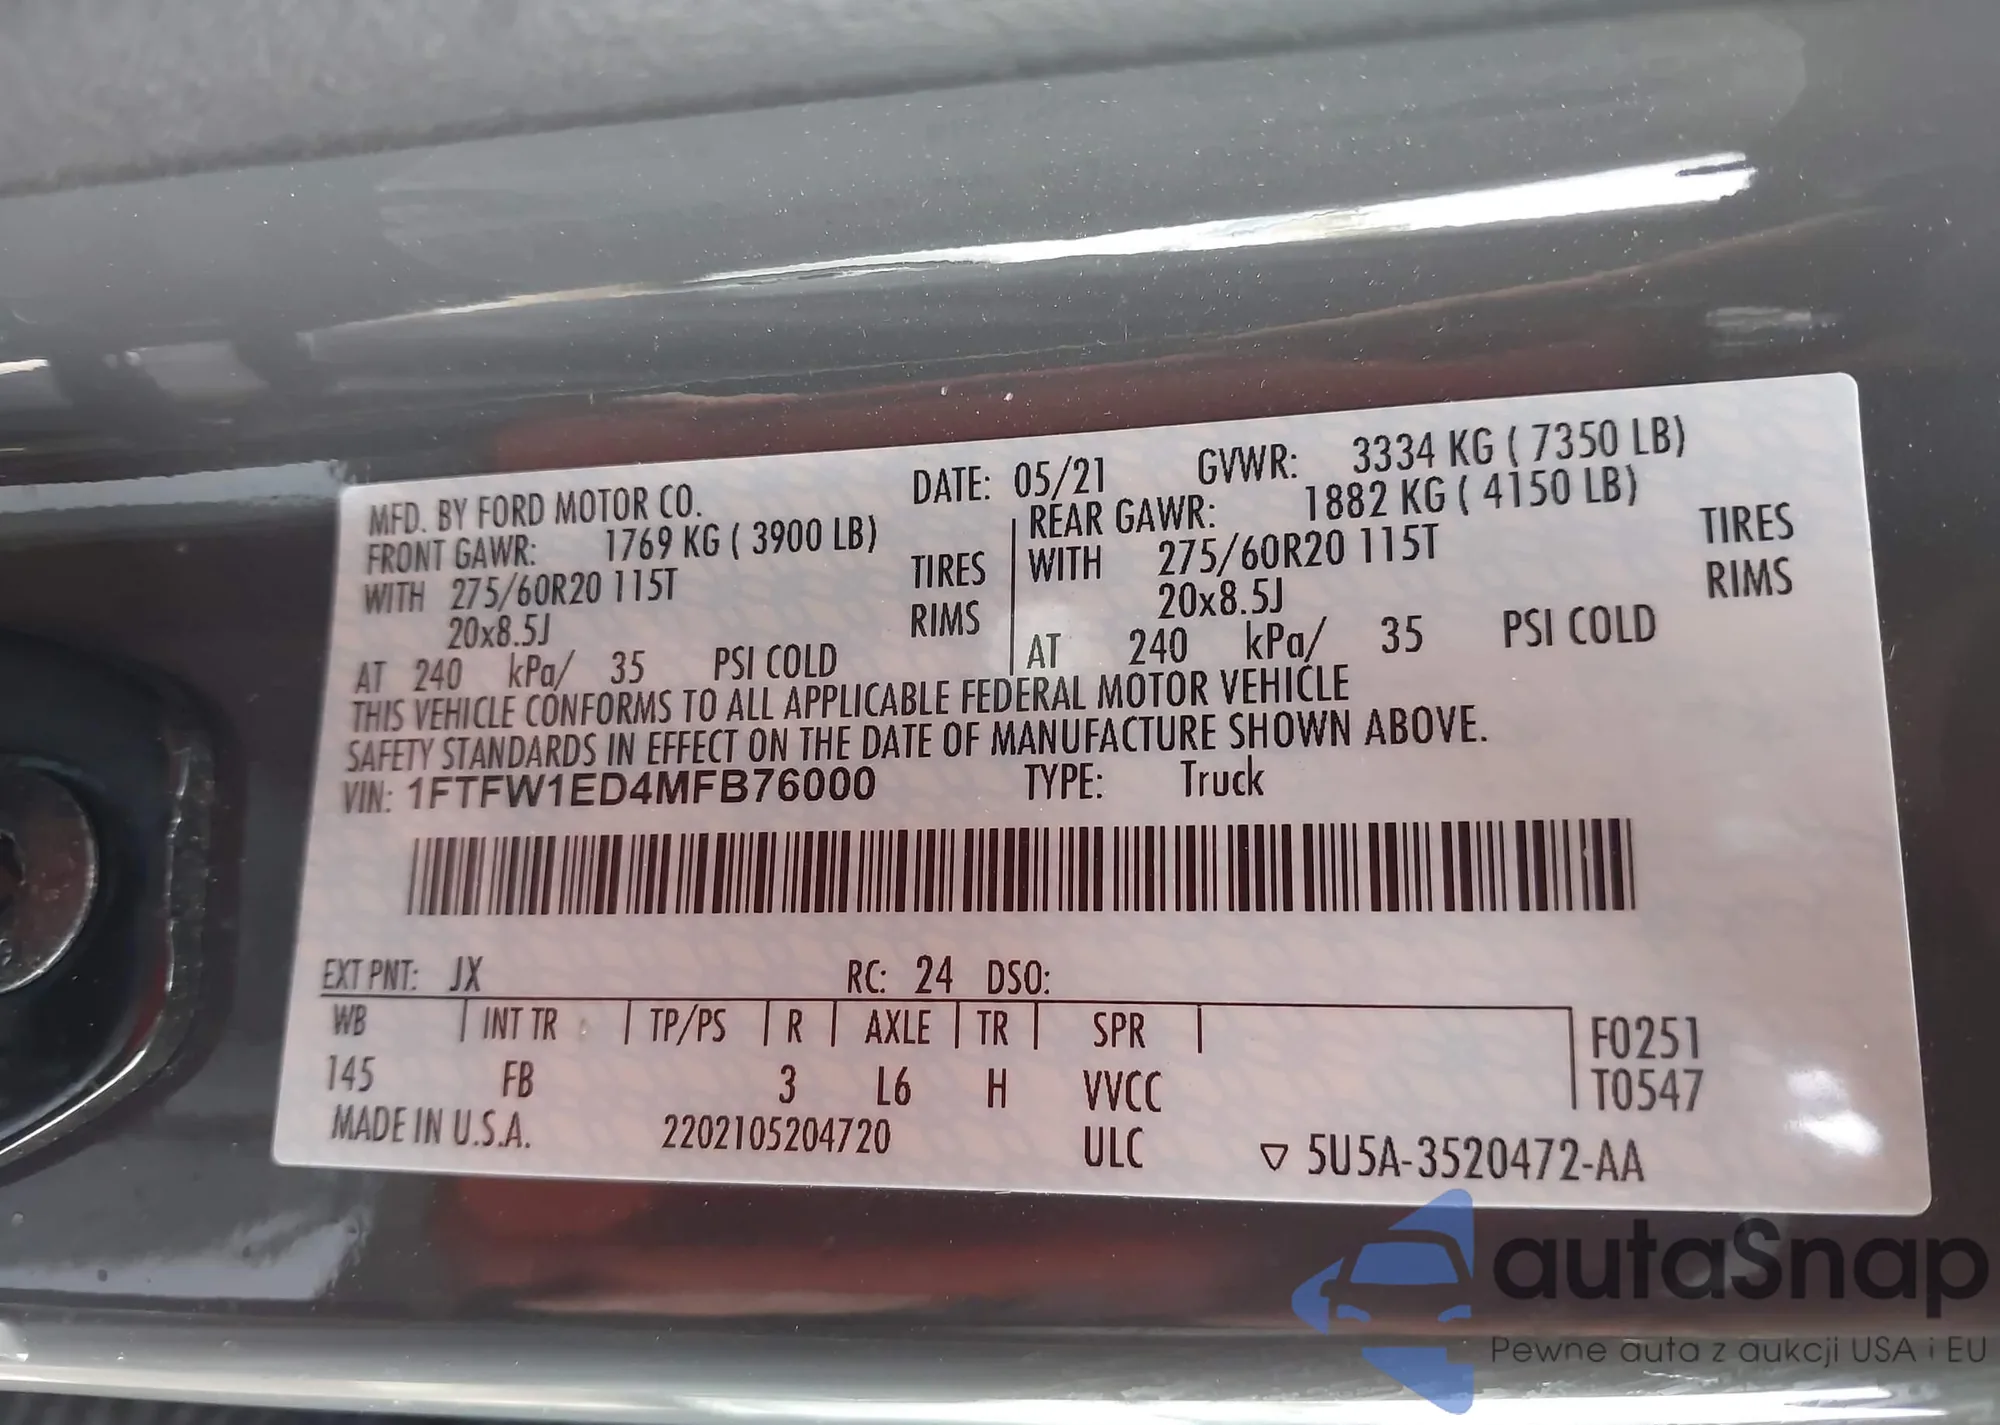 MFD. BY FORD MOTOR CO. DATE: 05/21 GVWR: 3334 KG ( 7350 LB)
FRONT GAWR: 1769 KG ( 3900 LB) REAR GAWR: 1882 KG ( 4150 LB)
WITH 275/60R20 115T TIRES WITH 275/60R20 115T TIRES
20x8.5J RIMS 20x8.5J RIMS
AT 240 kPa/ 35 PSI COLD AT 240 kPa/ 35 PSI COLD
THIS VEHICLE CONFORMS TO ALL APPLICABLE FEDERAL MOTOR VEHICLE
SAFETY STANDARDS IN EFFECT ON THE DATE OF MANUFACTURE SHOWN ABOVE.
VIN: 1FTFW1ED4MFB76000 TYPE: Truck
EXT PNT: JX RC: 24 DSO:
WB INT TR TP/PS R AXLE TR SPR F0251
145 FB 3 L6 H VVCC T0547
MADE IN U.S.A. 2202105204720 ULC ▽ 5U5A-3520472-AA
autaSnap
Pewne auta z aukcji USA i EU